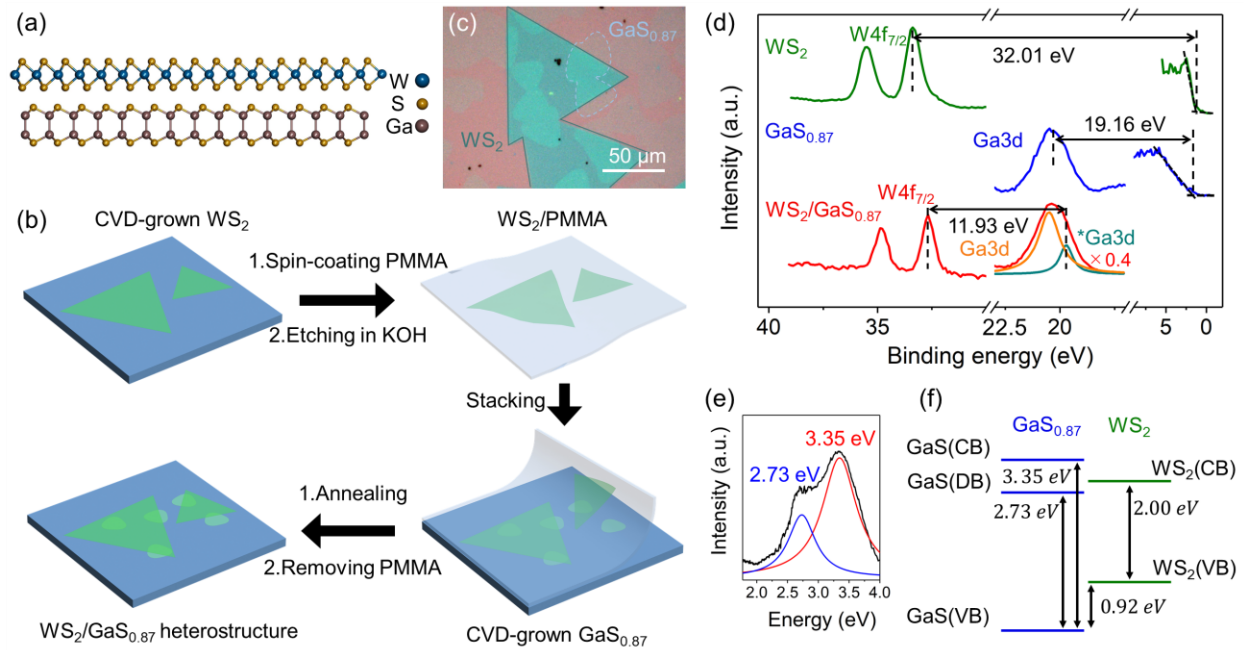 (a)
W
S
Ga
(b)
CVD-grown WS₂
1.Spin-coating PMMA
2.Etching in KOH
WS₂/PMMA
Stacking
1.Annealing
2.Removing PMMA
WS₂/GaS₀.₈₇ heterostructure
CVD-grown GaS₀.₈₇
(c)
GaS₀.₈₇
WS₂
50 μm
(d)
Intensity (a.u.)
WS₂
W4f₇/₂
32.01 eV
GaS₀.₈₇
Ga3d
19.16 eV
WS₂/GaS₀.₈₇
W4f₇/₂
11.93 eV
Ga3d
*Ga3d
×0.4
40 35 22.5 20 5 0
Binding energy (eV)
(e)
Intensity (a.u.)
3.35 eV
2.73 eV
2.0 2.5 3.0 3.5 4.0
Energy (eV)
(f)
GaS₀.₈₇ WS₂
GaS(CB)
GaS(DB)
3.35 eV
2.73 eV
WS₂(CB)
2.00 eV
WS₂(VB)
0.92 eV
GaS(VB)